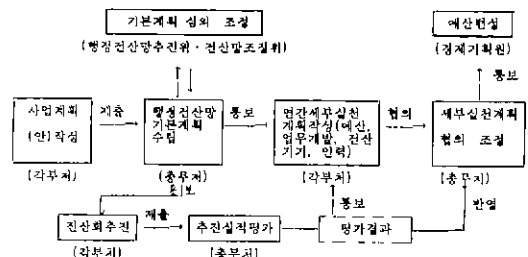 기본계획 심의 조정
예산편성
(행정전산망추진위·전산망조정위)
(경제기획원)
통보
사업계획
(안)작성
제출
행정전산망
기본계획
수립
통보
연간세부실천
계획작성(예산,
업무개발, 전산
기기, 인력)
협의
세부실천계획
협의 조정
(각부처)
(총무처)
(각부처)
(총무처)
통보
통보
반영
전산화추진
제출
추진실적평가
평가결과
(각부처)
(총무처)